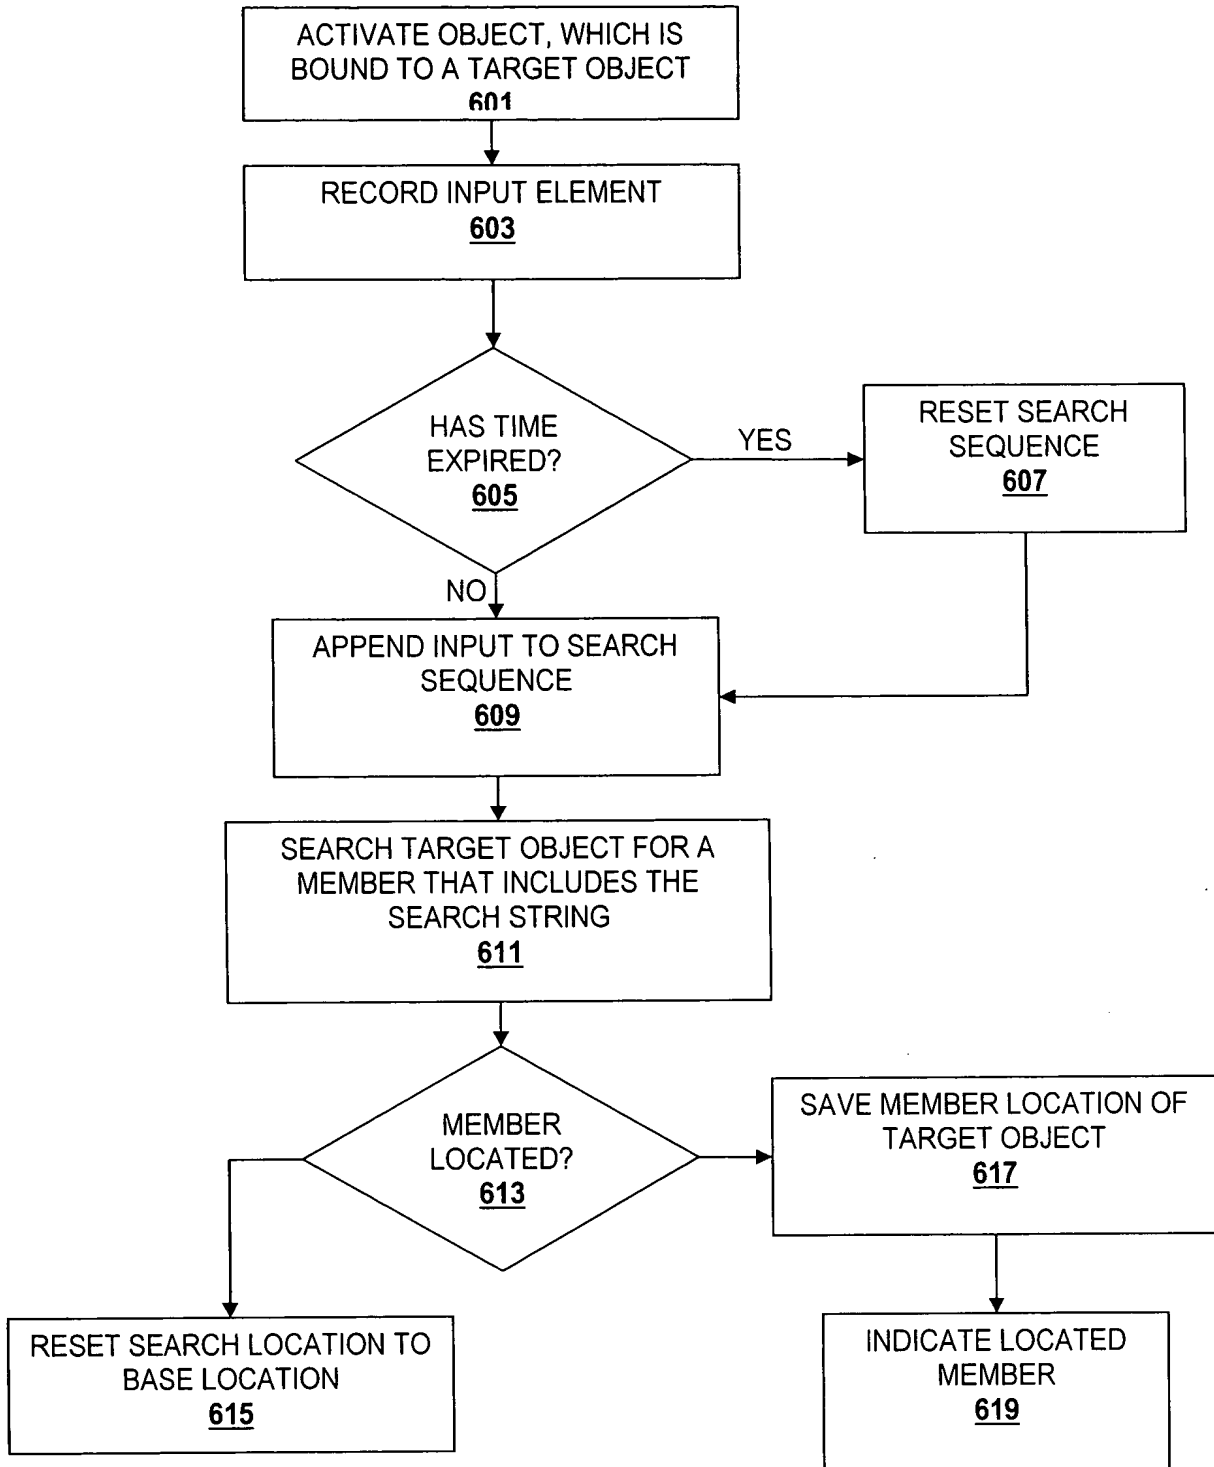 ACTIVATE OBJECT, WHICH IS
BOUND TO A TARGET OBJECT
601
RECORD INPUT ELEMENT
603
HAS TIME
EXPIRED?
605
YES
RESET SEARCH
SEQUENCE
607
NO
APPEND INPUT TO SEARCH
SEQUENCE
609
SEARCH TARGET OBJECT FOR A
MEMBER THAT INCLUDES THE
SEARCH STRING
611
MEMBER
LOCATED?
613
SAVE MEMBER LOCATION OF
TARGET OBJECT
617
RESET SEARCH LOCATION TO
BASE LOCATION
615
INDICATE LOCATED
MEMBER
619